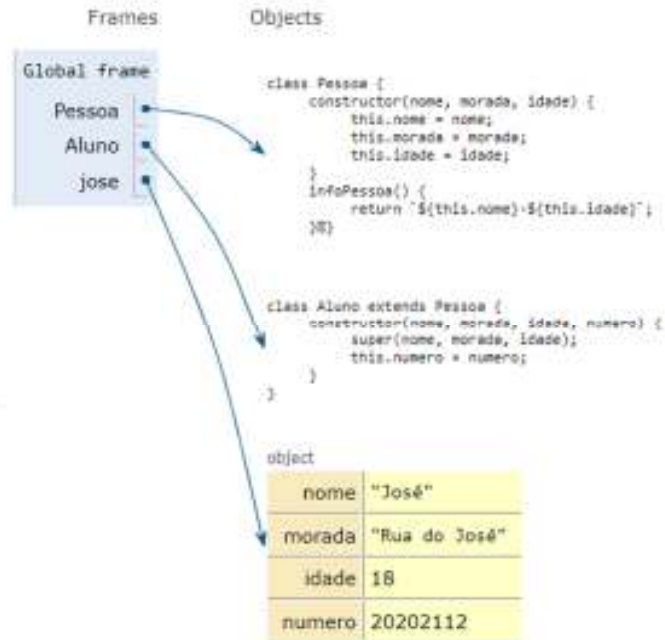 Frames Objects
Global frame
Pessoa
Aluno
jose
class Pessoa {
constructor(nome, morada, idade) {
this.nome = nome;
this.morada = morada;
this.idade = idade;
}
infoPessoa() {
return `${this.nome}-${this.idade}`;
}
class Aluno extends Pessoa {
constructor(nome, morada, idade, numero) {
super(nome, morada, idade);
this.numero = numero;
}
}
object
nome "José"
morada "Rua do José"
idade 18
numero 20202112